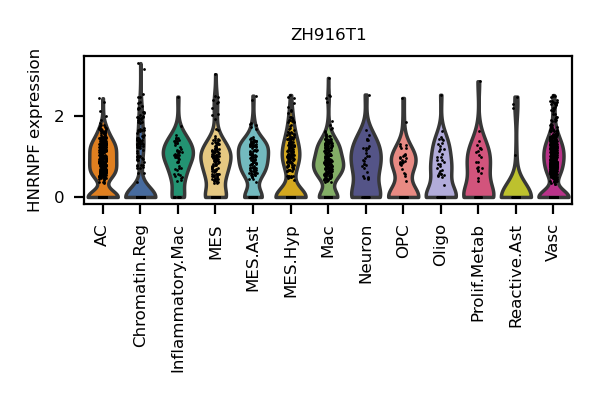 ZH916T1
HNRNPF expression
2
0
AC
Chromatin.Reg
Inflammatory.Mac
MES
MES.Ast
MES.Hyp
Mac
Neuron
OPC
Oligo
Prolif.Metab
Reactive.Ast
Vasc